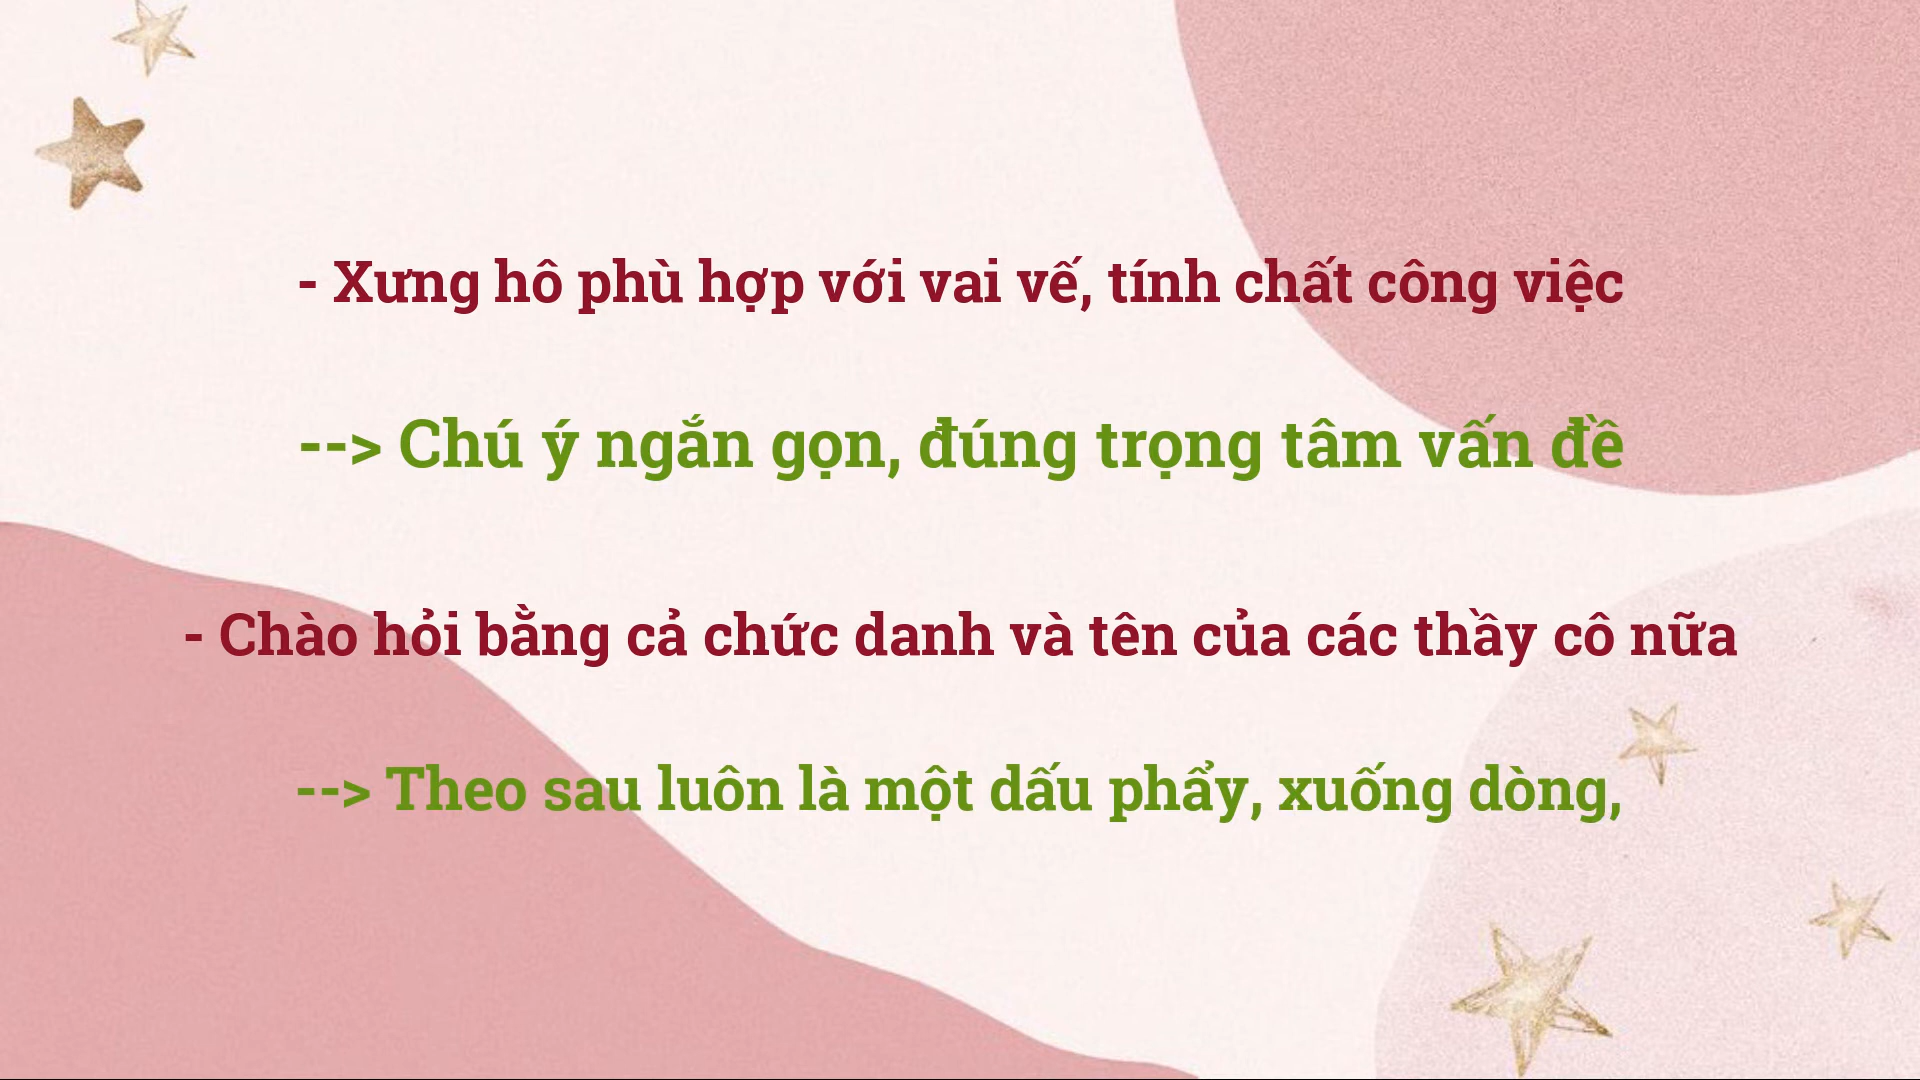 - Xưng hô phù hợp với vai vế, tính chất công việc
--> Chú ý ngắn gọn, đúng trọng tâm vấn đề
- Chào hỏi bằng cả chức danh và tên của các thầy cô nữa
--> Theo sau luôn là một dấu phẩy, xuống dòng,